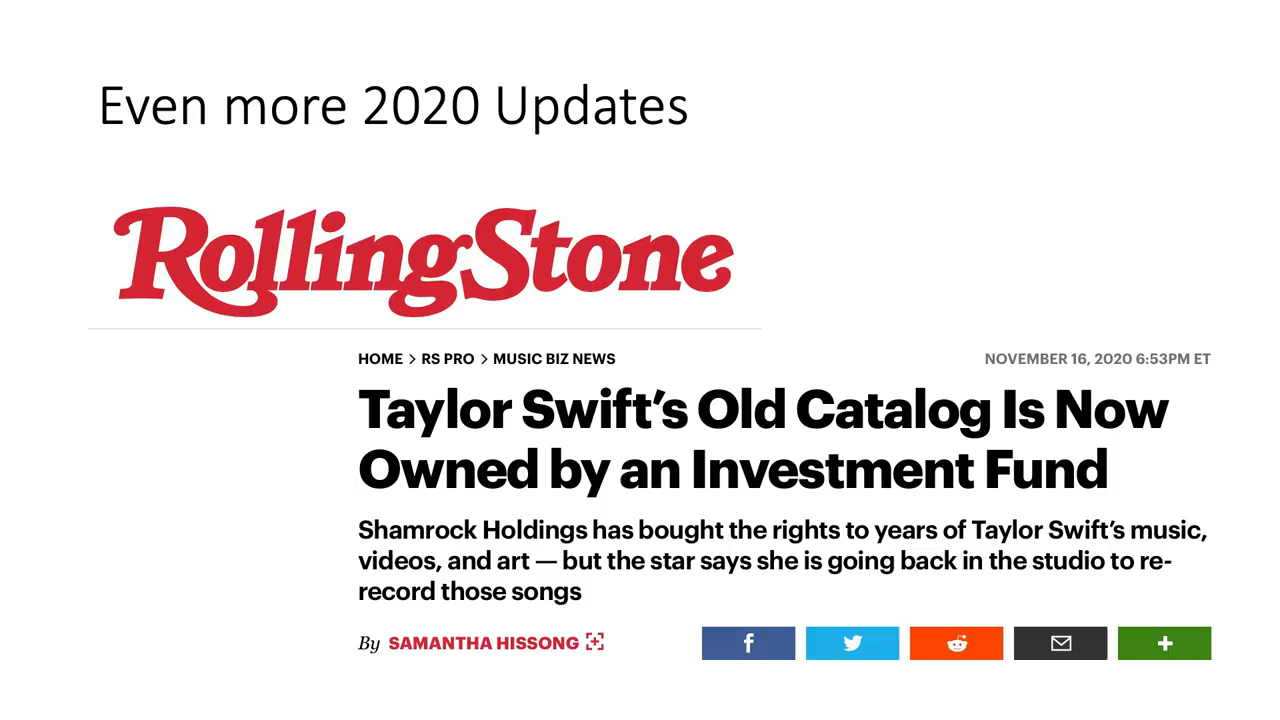 Even more 2020 Updates
RollingStone
HOME > RS PRO > MUSIC BIZ NEWS
NOVEMBER 16, 2020 6:53PM ET
Taylor Swift’s Old Catalog Is Now
Owned by an Investment Fund
Shamrock Holdings has bought the rights to years of Taylor Swift’s music,
videos, and art — but the star says she is going back in the studio to re-
record those songs
By SAMANTHA HISSONG